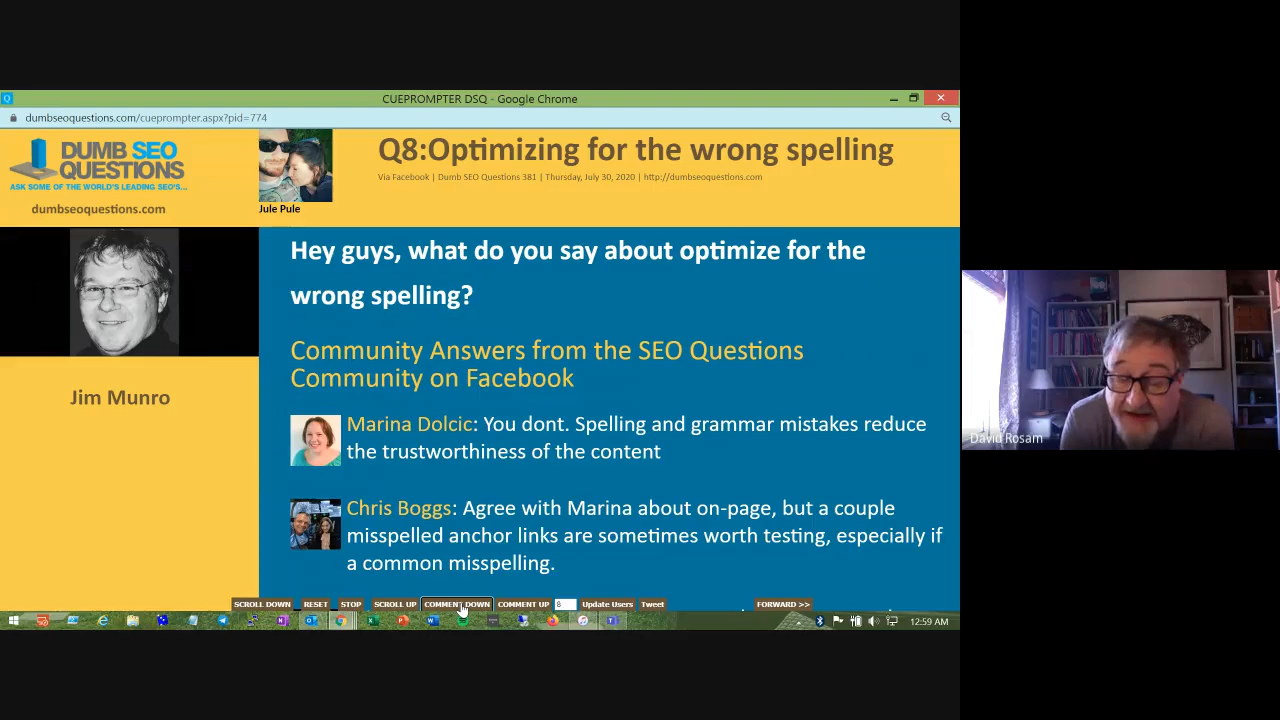 CUEPROMPTER DSQ - Google Chrome
dumbseoquestions.com/cueprompter.aspx?pid=774
DUMB SEO
QUESTIONS
ASK SOME OF THE WORLD'S LEADING SEO'S...
dumbseoquestions.com
Jule Pule
Q8:Optimizing for the wrong spelling
Via Facebook | Dumb SEO Questions 381 | Thursday, July 30, 2020 | http://dumbseoquestions.com
Jim Munro
Hey guys, what do you say about optimize for the
wrong spelling?
Community Answers from the SEO Questions
Community on Facebook
Marina Dolcic: You dont. Spelling and grammar mistakes reduce
the trustworthiness of the content
Chris Boggs: Agree with Marina about on-page, but a couple
misspelled anchor links are sometimes worth testing, especially if
a common misspelling.
David Rosam
SCROLL DOWN RESET STOP SCROLL UP COMMENT DOWN COMMENT UP 8 Update Users Tweet FORWARD >>
12:59 AM